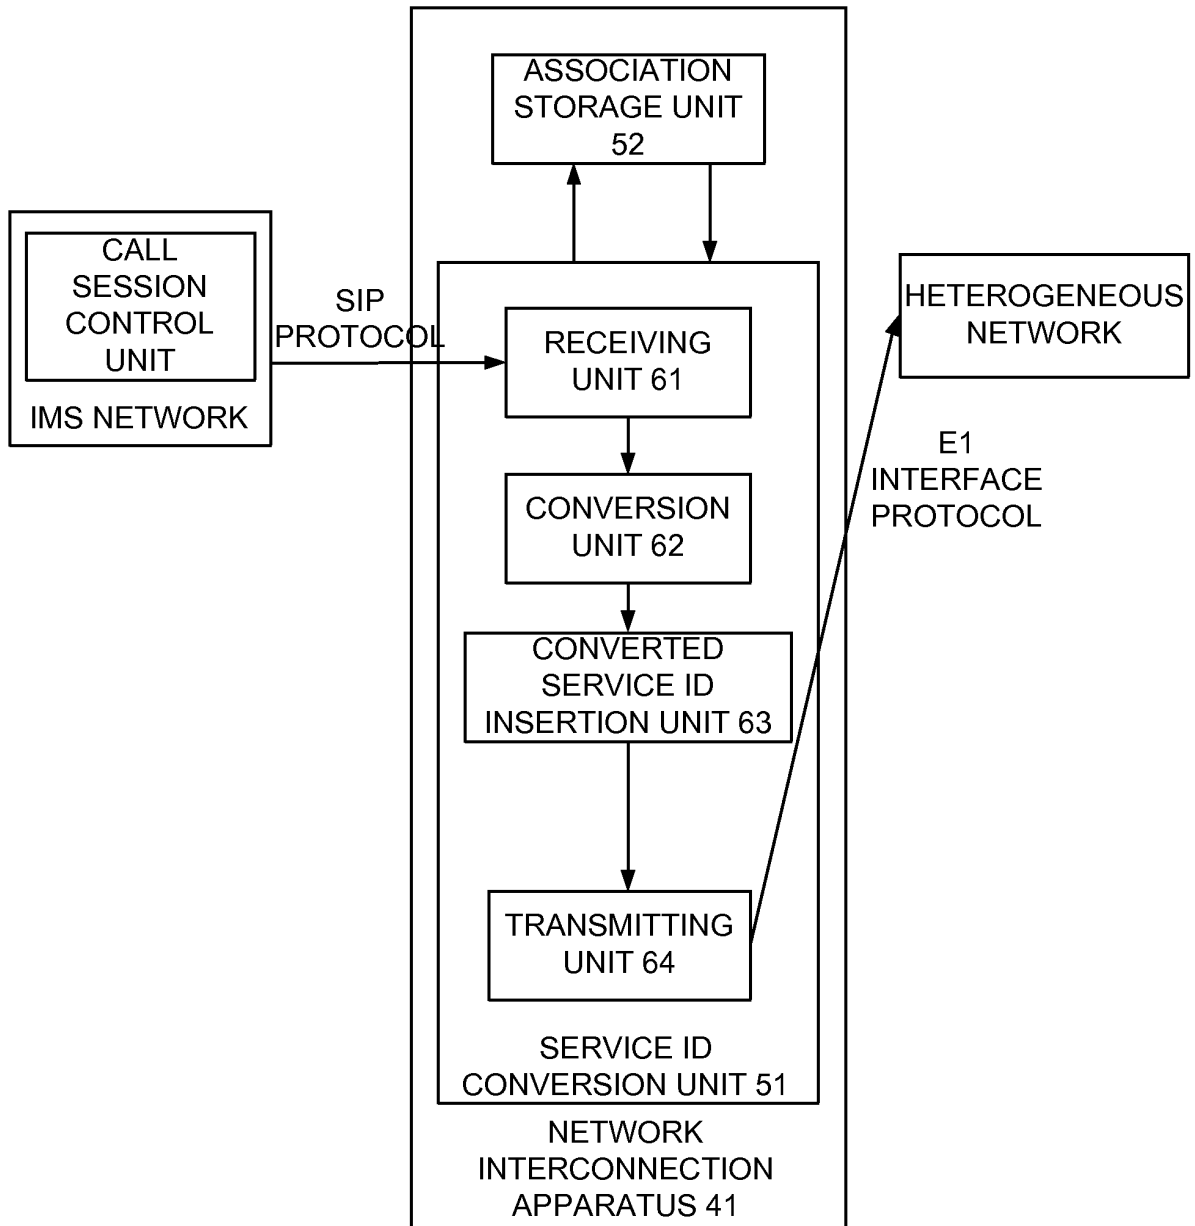 ASSOCIATION
STORAGE UNIT
52
CALL
SESSION
CONTROL
UNIT
IMS NETWORK
SIP
PROTOCOL
RECEIVING
UNIT 61
CONVERSION
UNIT 62
CONVERTED
SERVICE ID
INSERTION UNIT 63
TRANSMITTING
UNIT 64
SERVICE ID
CONVERSION UNIT 51
NETWORK
INTERCONNECTION
APPARATUS 41
HETEROGENEOUS
NETWORK
E1
INTERFACE
PROTOCOL